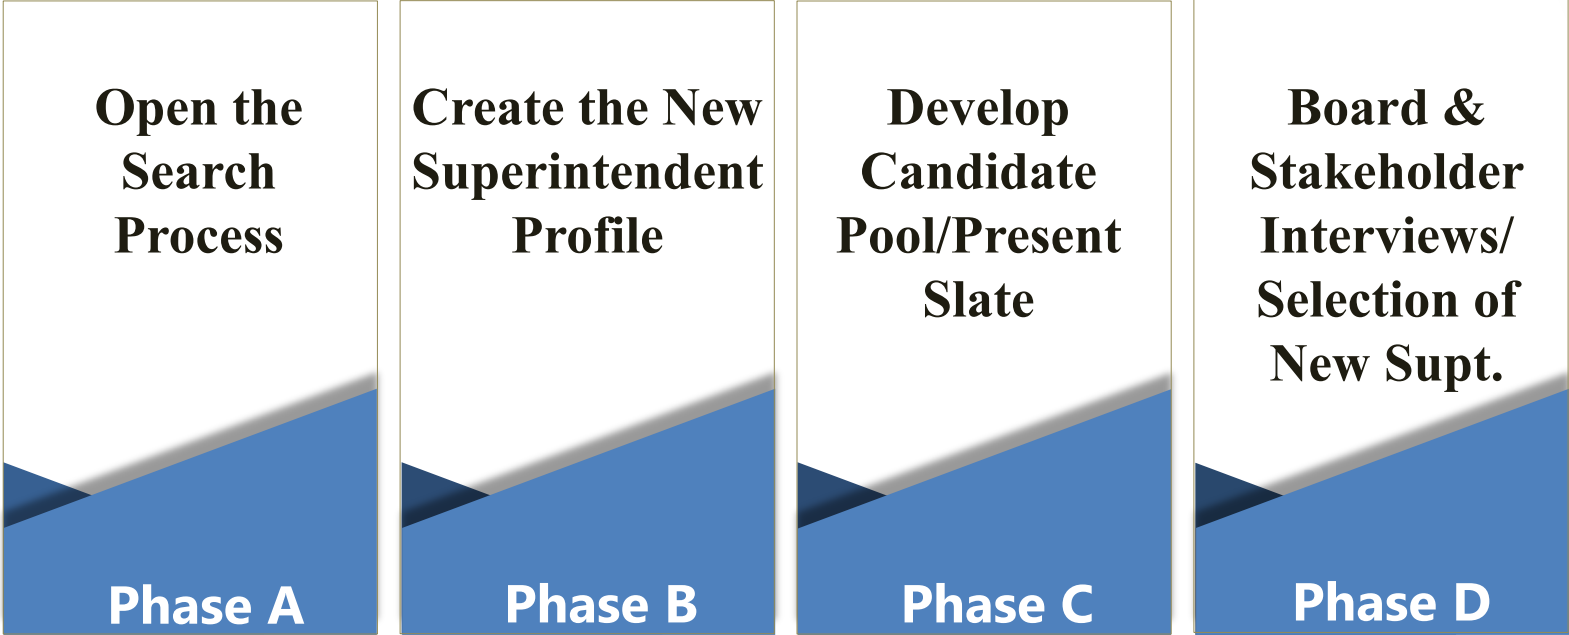 Open the
Search
Process
Phase A
Create the New
Superintendent
Profile
Phase B
Develop
Candidate
Pool/Present
Slate
Phase C
Board &
Stakeholder
Interviews/
Selection of
New Supt.
Phase D